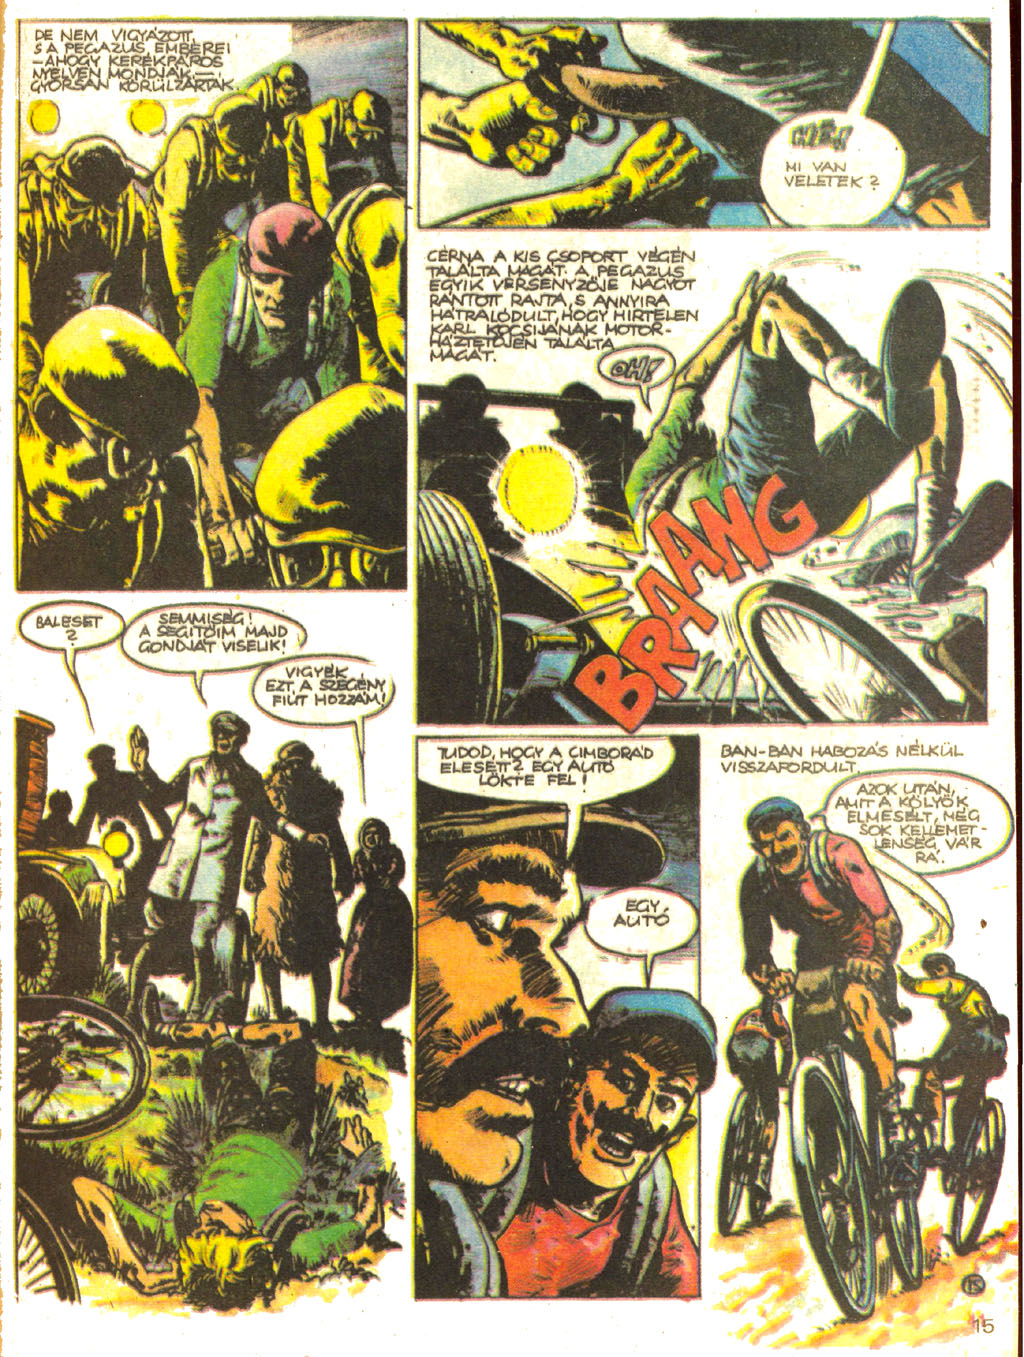 DE NEM VIGYÁZOTT,
S A PEGAZUS EMBEREI
– AHOGY KERÉKPÁROS
NYELVEN MONDJÁK –
GYORSAN KÖRÜLZÁRTÁK.
HÉ!!
MI VAN
VELETEK?
CÉRNA A KIS CSOPORT VÉGÉN
TALÁLTA MAGÁT. A PEGAZUS
EGYIK VERSENYZŐJE NAGYOT
RÁNTOTT RAJTA, S ANNYIRA
HÁTRALÓDULT, HOGY HIRTELEN
KARL KOCSIJÁNAK MOTOR-
HÁZTETŐJÉN TALÁLTA
MAGÁT.
OH!
BRAANG
BALESET
?
SEMMISÉG!
A SEGÍTŐIM MAJD
GONDJÁT VISELIK!
VIGYÉK
EZT A SZEGÉNY
FIÚT HOZZÁM!
TUDOD, HOGY A CIMBORÁD
ELESETT? EGY AUTÓ
LÖKTE FEL!
EGY
AUTÓ
BAN-BAN HABOZÁS NÉLKÜL
VISSZAFORDULT.
AZOK UTÁN,
AMIT A KÖLYÖK
ELMESÉLT, MÉG
SOK KELLEMET-
LENSÉG VÁR
RÁ.
15
15